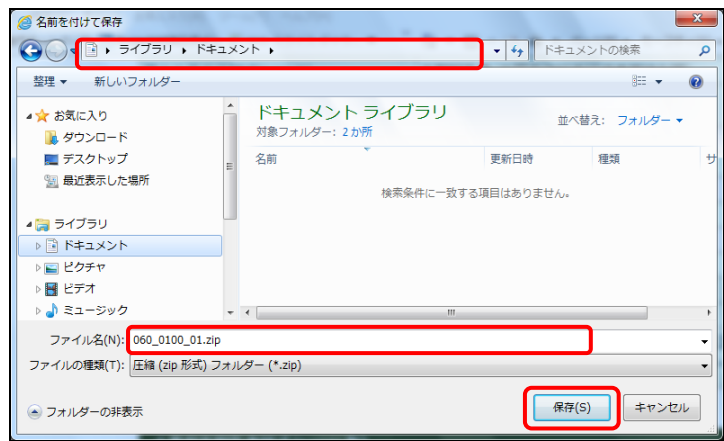 名前を付けて保存
ライブラリ ▸ ドキュメント ▸
ドキュメントの検索
整理 ▼ 新しいフォルダー
お気に入り
ダウンロード
デスクトップ
最近表示した場所
ライブラリ
ドキュメント
ピクチャ
ビデオ
ミュージック
ドキュメント ライブラリ
対象フォルダー: 2 か所
並べ替え: フォルダー ▼
名前 更新日時 種類 サ
検索条件に一致する項目はありません。
ファイル名(N): 060_0100_01.zip
ファイルの種類(T): 圧縮 (zip 形式) フォルダー (*.zip)
フォルダーの非表示
保存(S) キャンセル